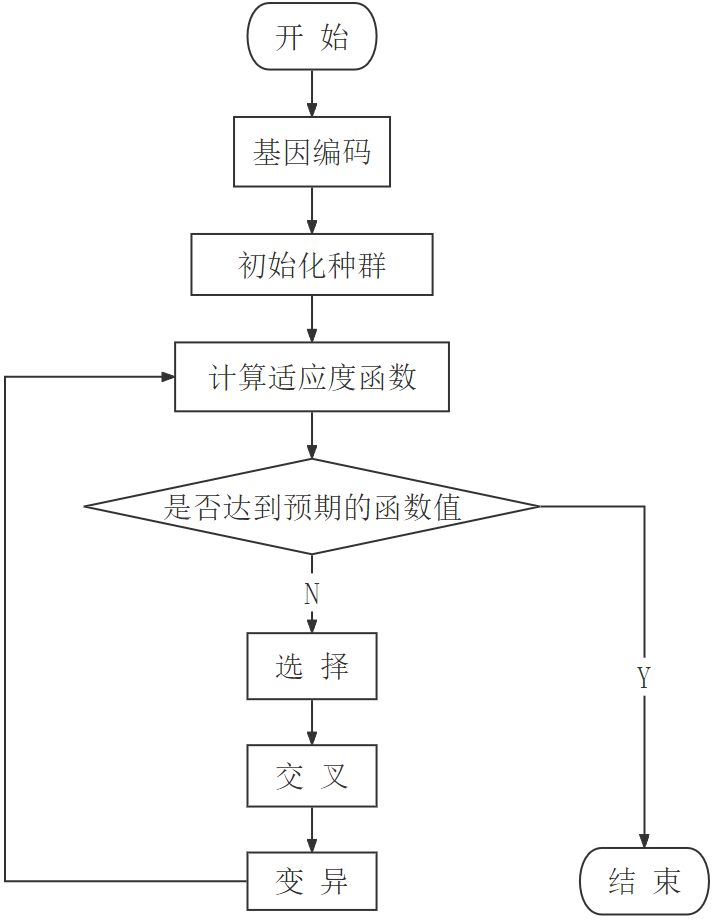 开 始
基因编码
初始化种群
计算适应度函数
是否达到预期的函数值
N
选 择
Y
交 叉
变 异
结 束